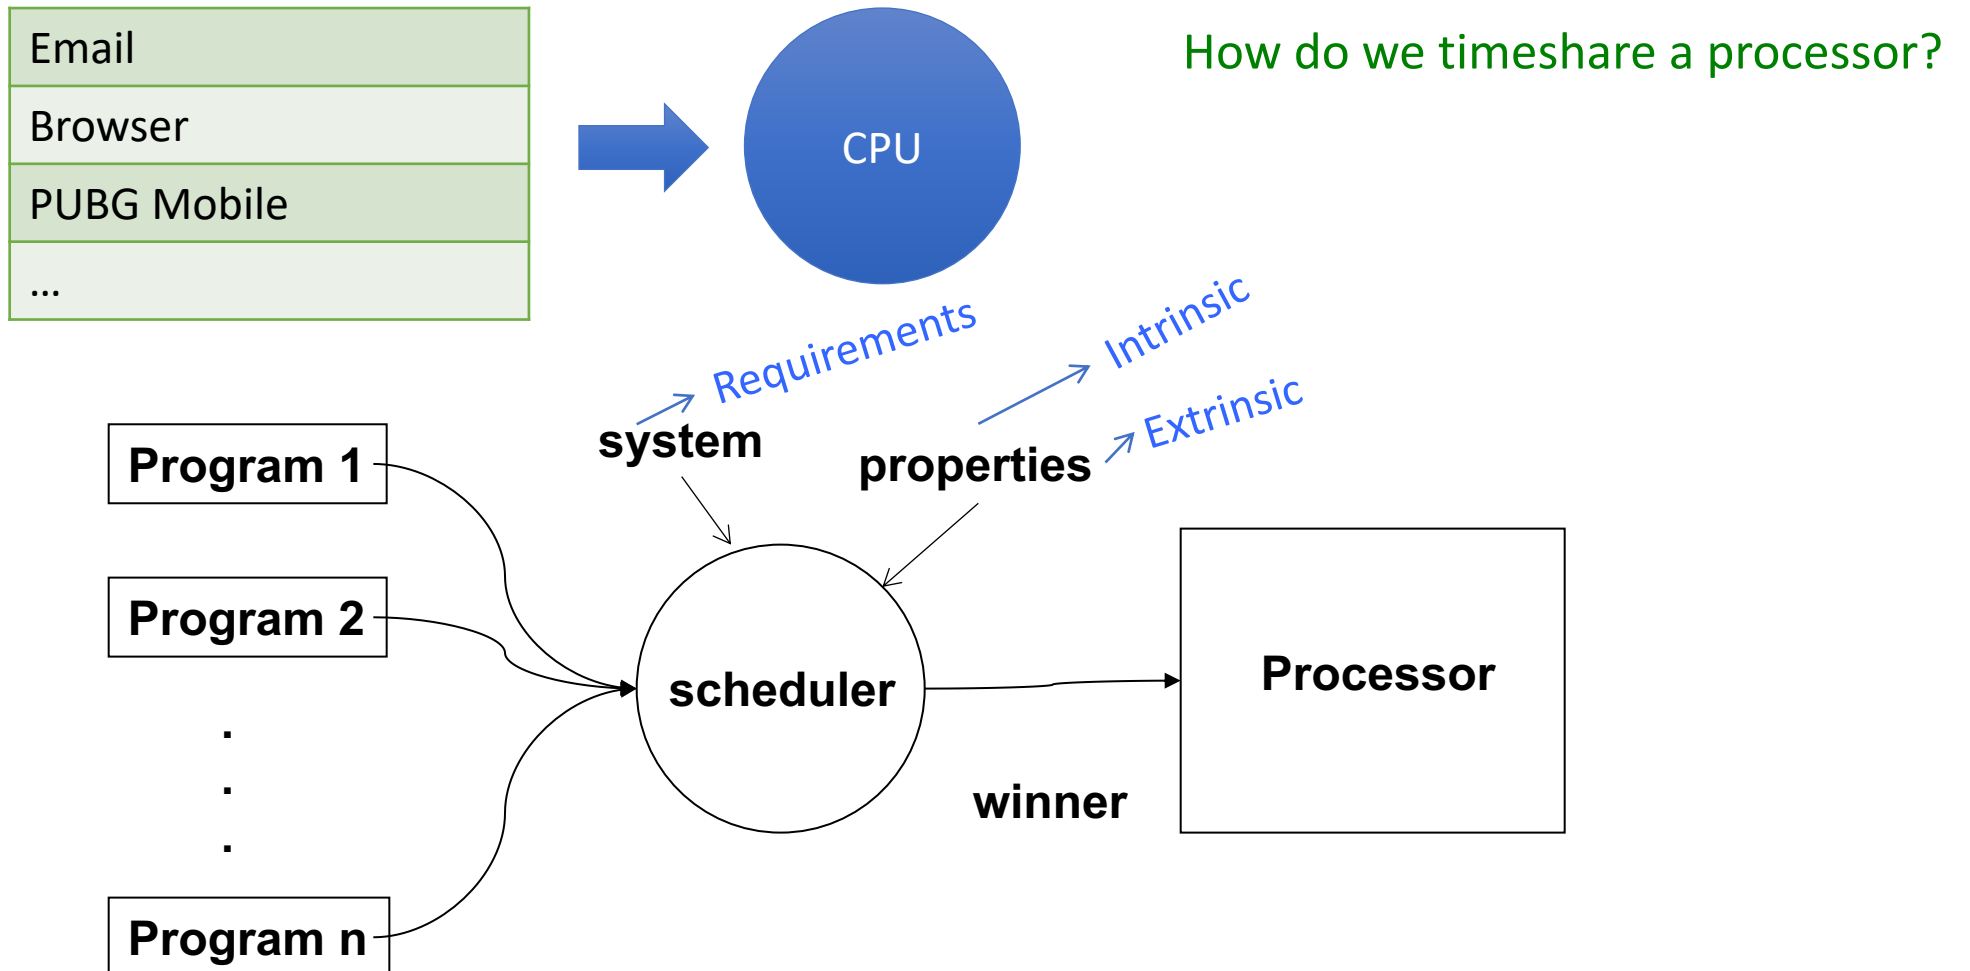 Email
Browser
PUBG Mobile
...
CPU
How do we timeshare a processor?
Requirements
Intrinsic
Extrinsic
system
properties
Program 1
Program 2
.
.
.
Program n
scheduler
winner
Processor